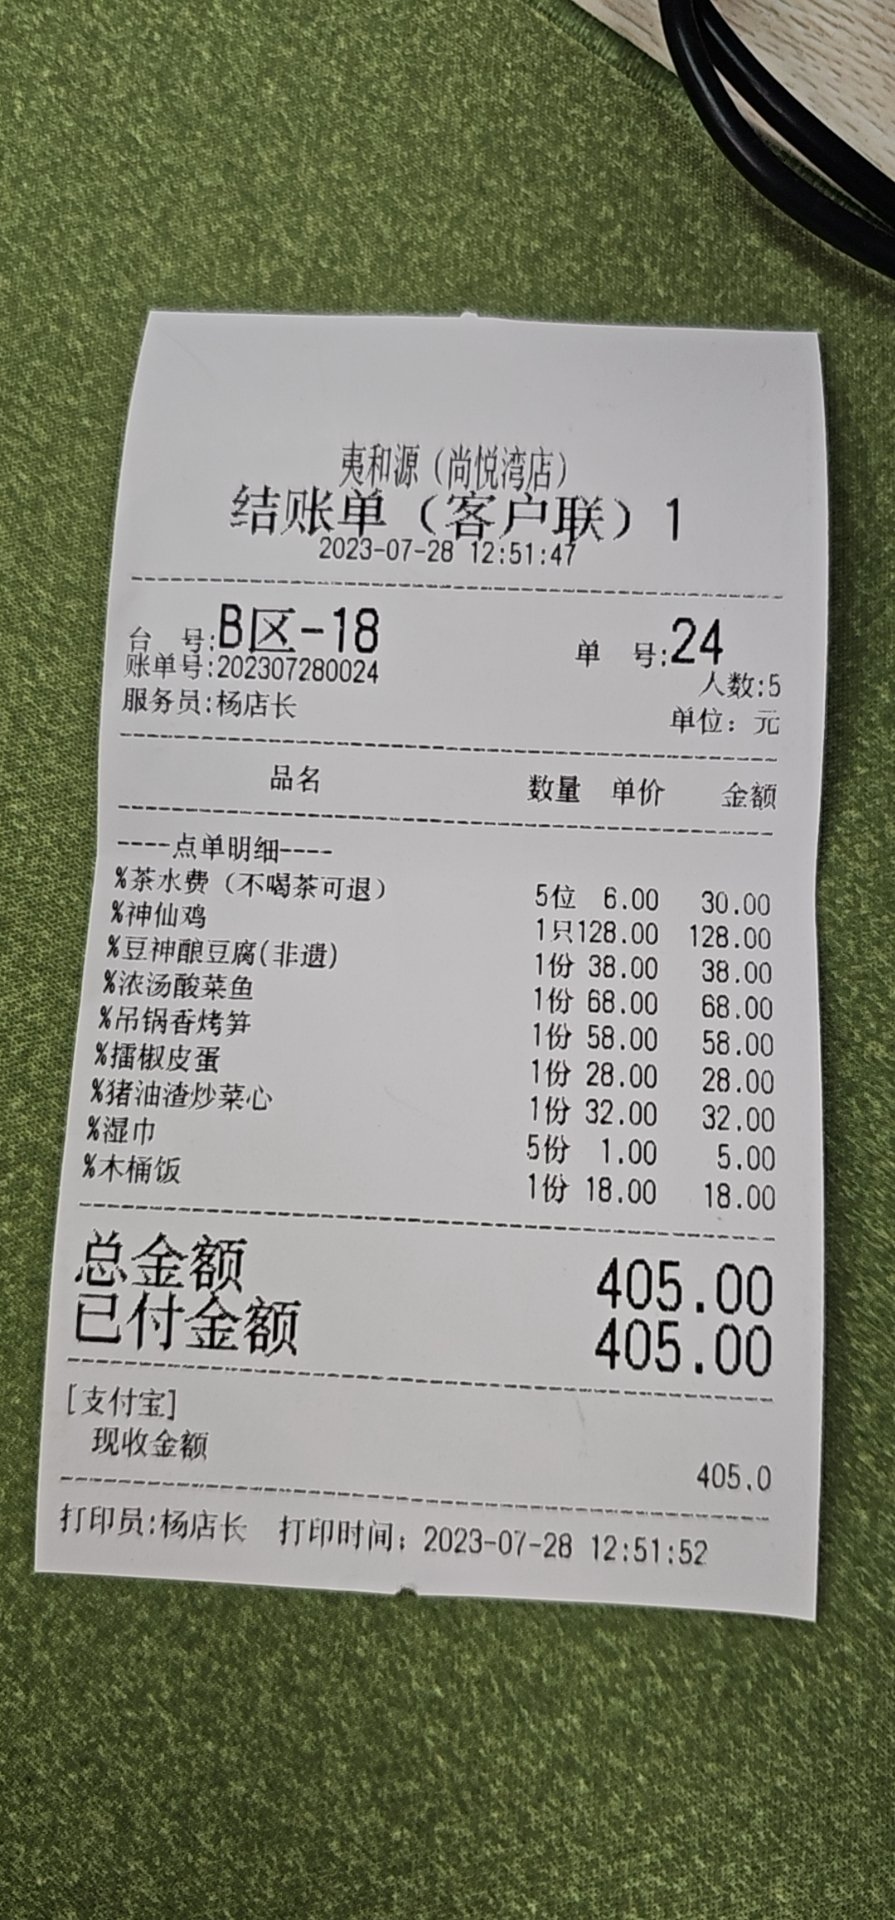 夷和源（尚悦湾店）
结账单（客户联）1
2023-07-28 12:51:47
台 号:B区-18 单 号:24
账单号:202307280024 人数:5
服务员:杨店长 单位：元
品名 数量 单价 金额
----点单明细----
%茶水费（不喝茶可退） 5位 6.00 30.00
%神仙鸡 1只128.00 128.00
%豆神酿豆腐(非遗) 1份 38.00 38.00
%浓汤酸菜鱼 1份 68.00 68.00
%吊锅香烤笋 1份 58.00 58.00
%擂椒皮蛋 1份 28.00 28.00
%猪油渣炒菜心 1份 32.00 32.00
%湿巾 5份 1.00 5.00
%木桶饭 1份 18.00 18.00
总金额 405.00
已付金额 405.00
[支付宝]
现收金额 405.0
打印员:杨店长 打印时间：2023-07-28 12:51:52